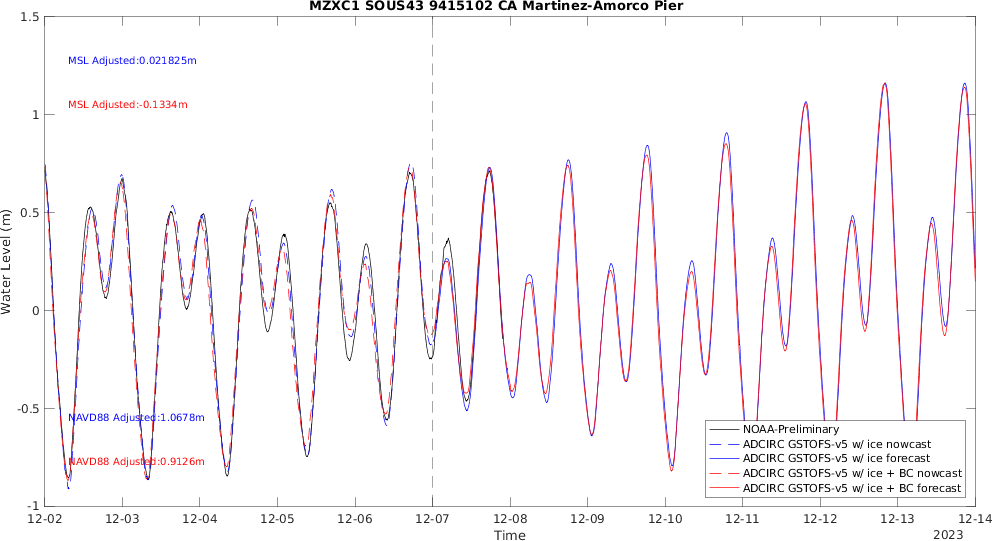 MZXC1 SOUS43 9415102 CA Martinez-Amorco Pier
1.5
1
0.5
0
-0.5
-1
Water Level (m)
MSL Adjusted:0.021825m
MSL Adjusted:-0.1334m
NAVD88 Adjusted:1.0678m
NAVD88 Adjusted:0.9126m
NOAA-Preliminary
ADCIRC GSTOFS-v5 w/ ice nowcast
ADCIRC GSTOFS-v5 w/ ice forecast
ADCIRC GSTOFS-v5 w/ ice + BC nowcast
ADCIRC GSTOFS-v5 w/ ice + BC forecast
12-02 12-03 12-04 12-05 12-06 12-07 12-08 12-09 12-10 12-11 12-12 12-13 12-14
Time
2023